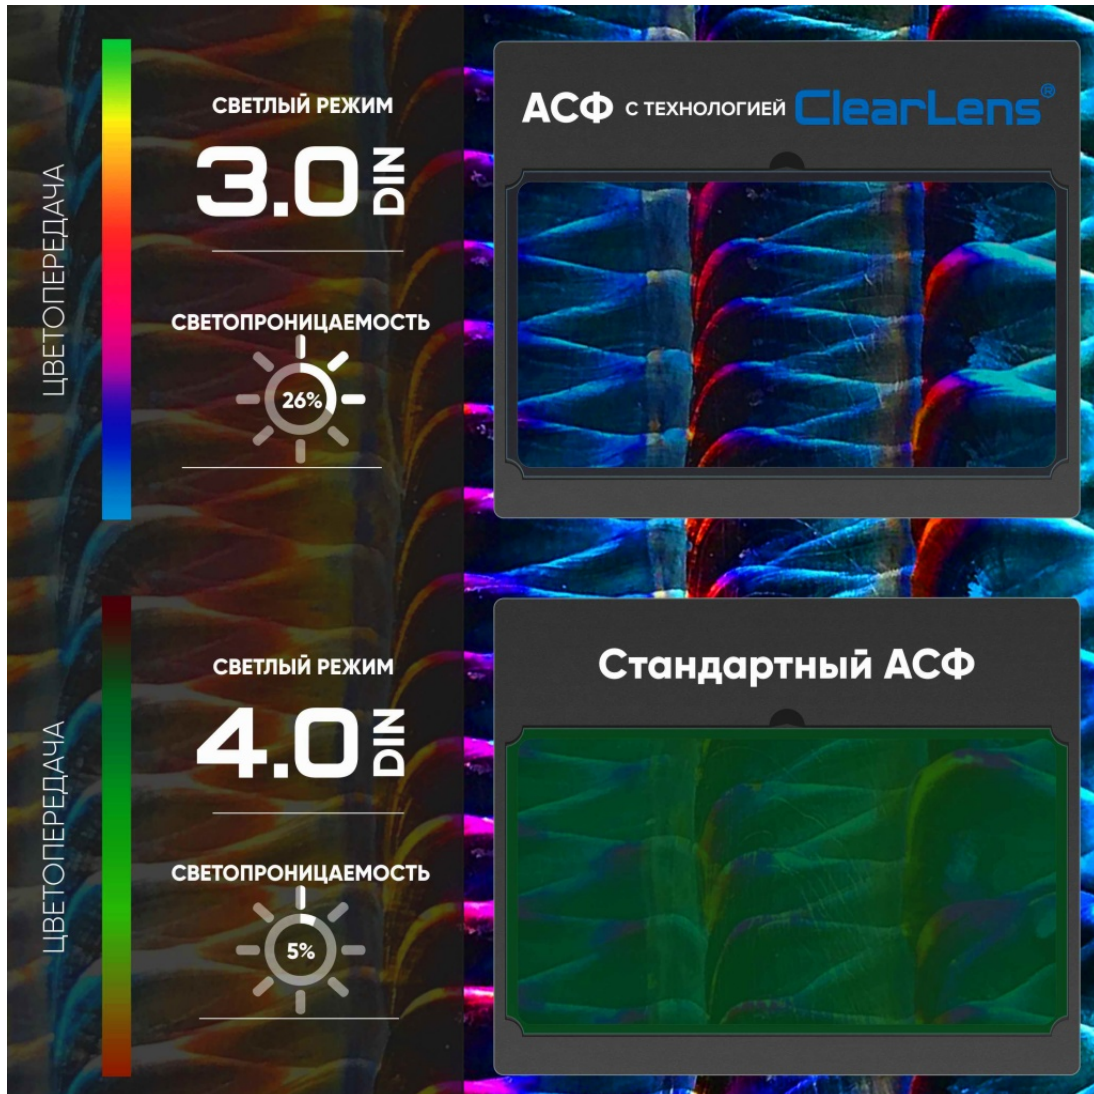 АСФ С ТЕХНОЛОГИЕЙ ClearLens®
ЦВЕТОПЕРЕДАЧА
СВЕТЛЫЙ РЕЖИМ
3.0 DIN
СВЕТОПРОНИЦАЕМОСТЬ
26%
Стандартный АСФ
ЦВЕТОПЕРЕДАЧА
СВЕТЛЫЙ РЕЖИМ
4.0 DIN
СВЕТОПРОНИЦАЕМОСТЬ
5%